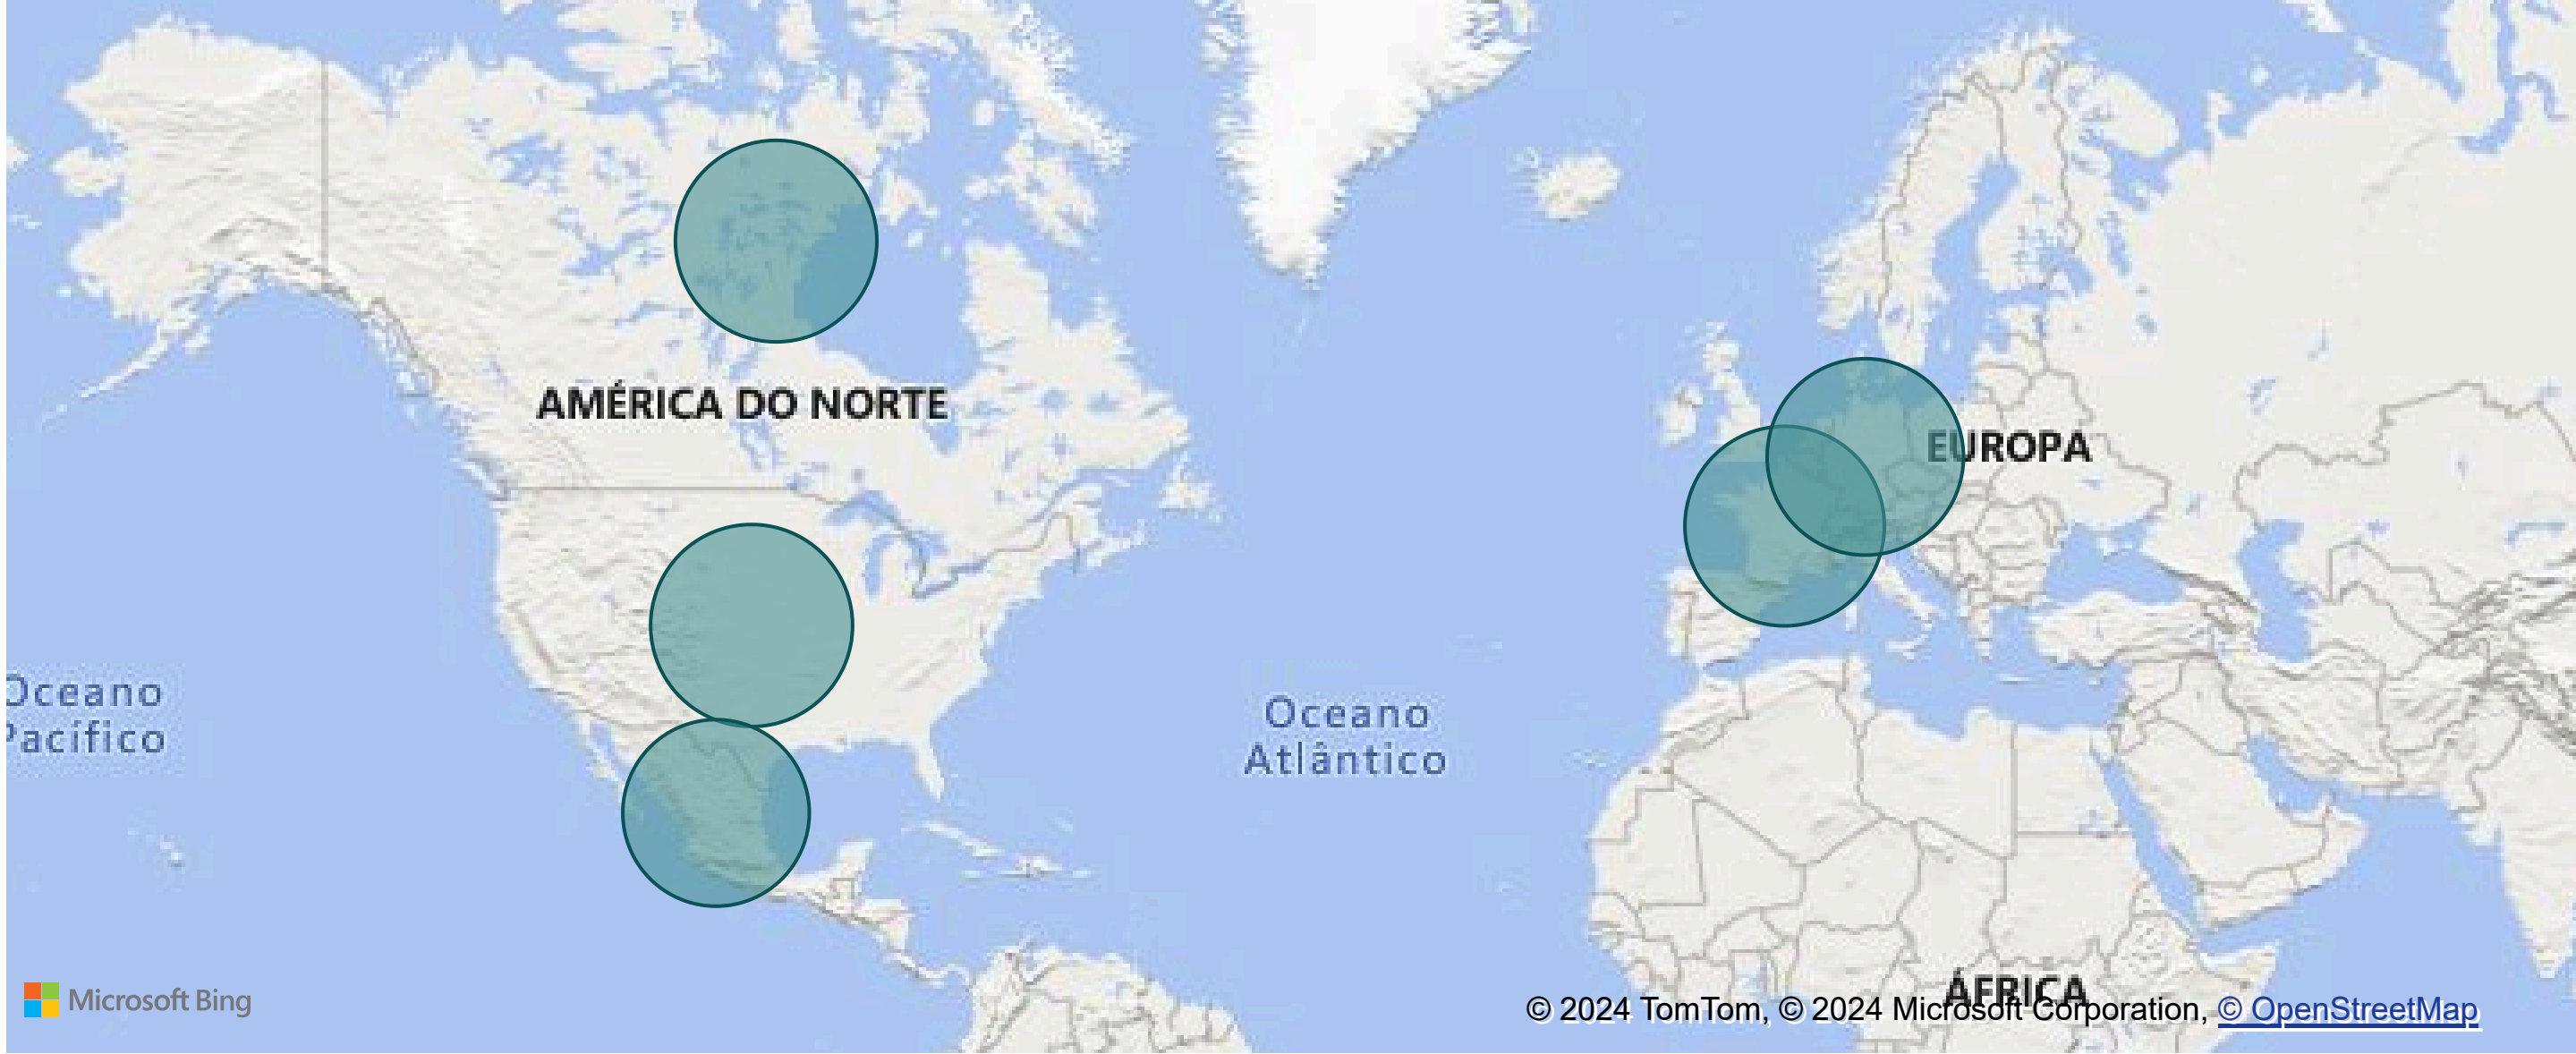 AMÉRICA DO NORTE
EUROPA
Oceano
Pacífico
Oceano
Atlântico
ÁFRICA
Microsoft Bing
© 2024 TomTom, © 2024 Microsoft Corporation, © OpenStreetMap